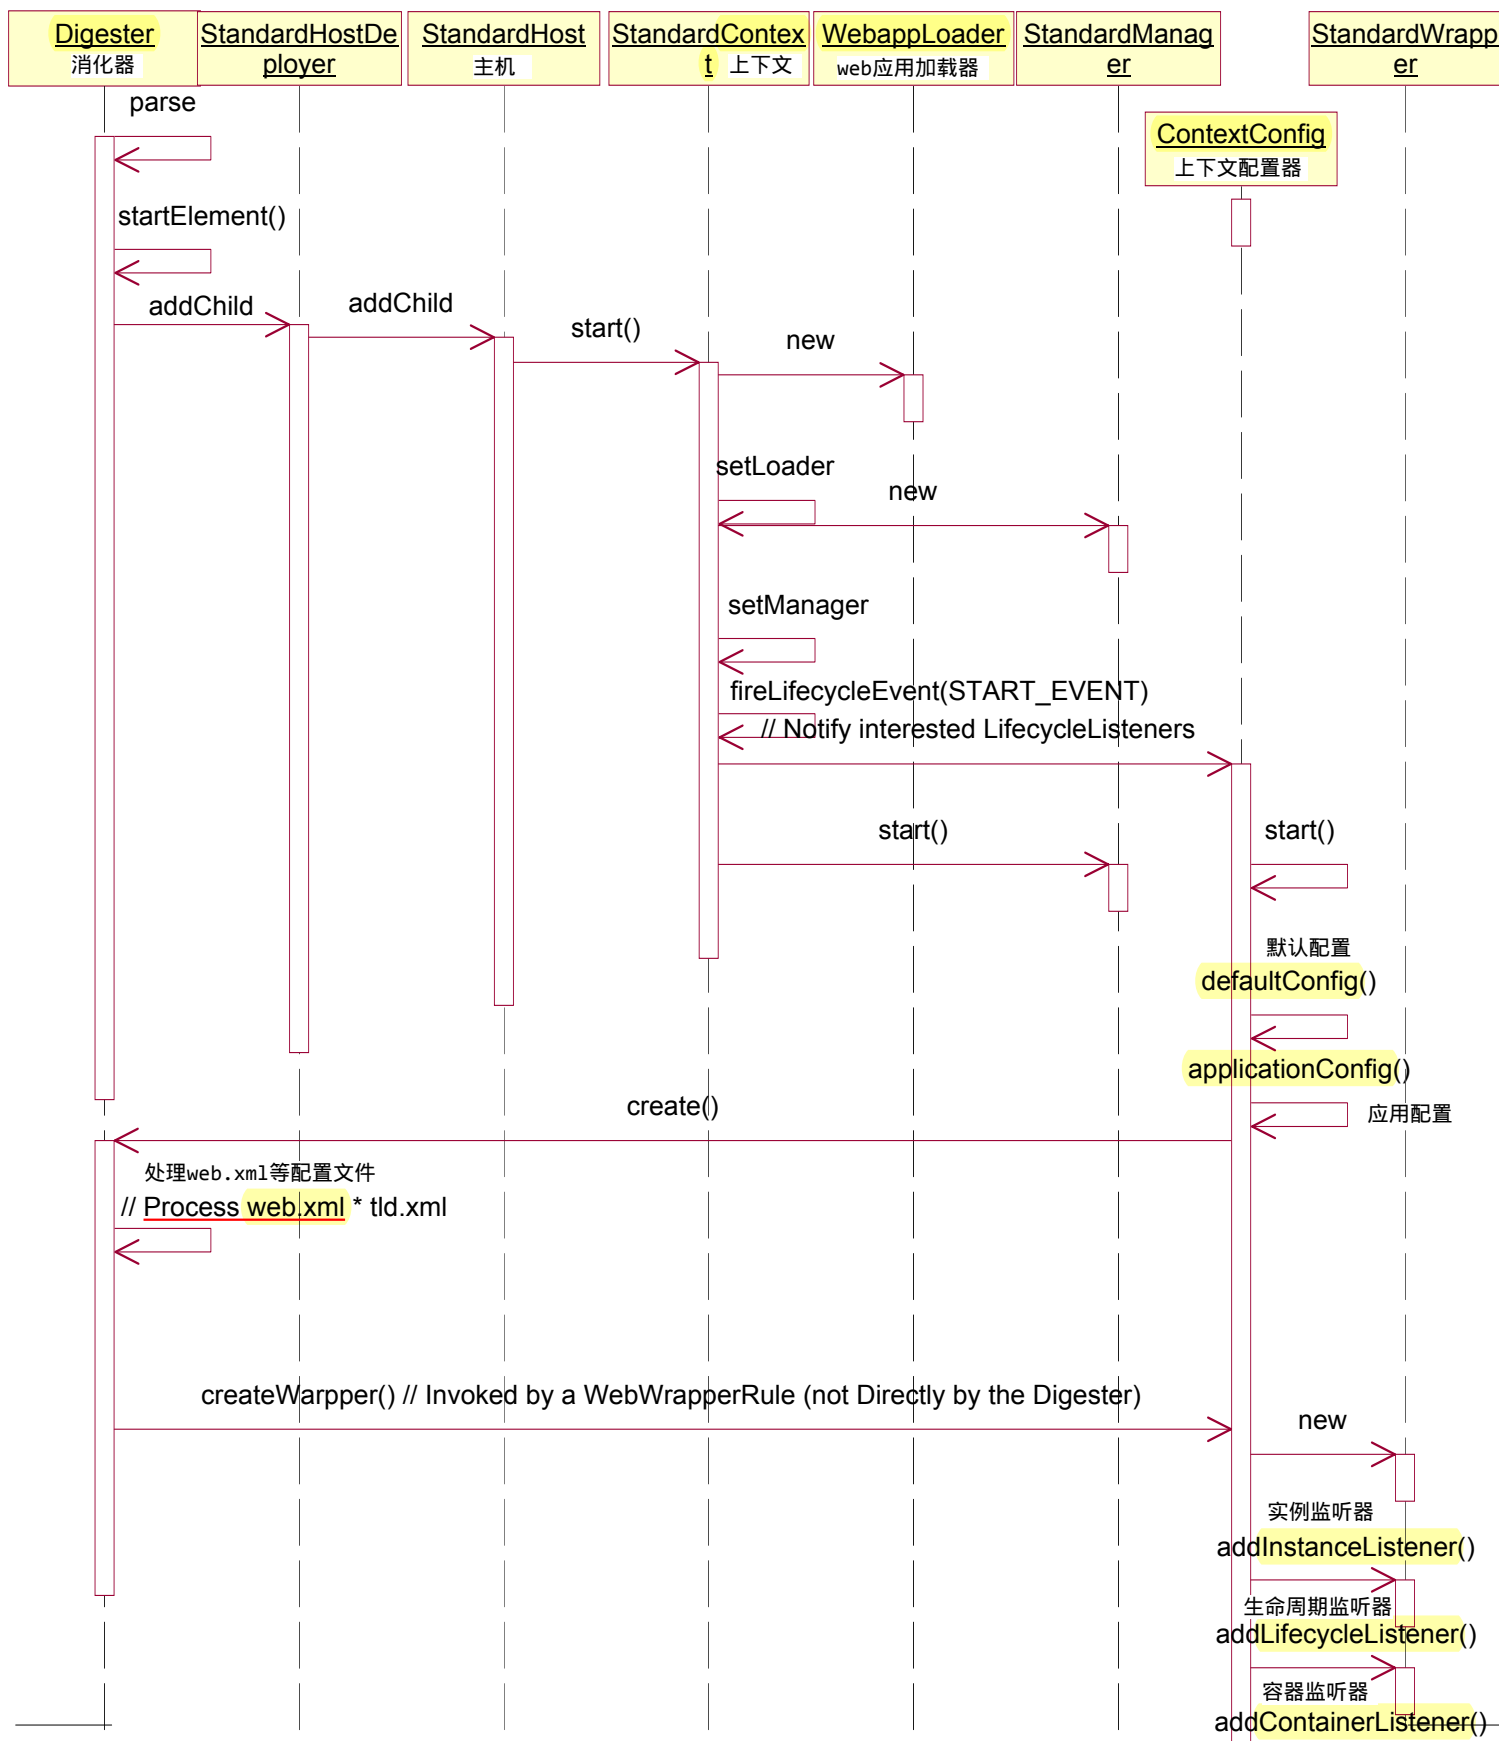 Digester
消化器
StandardHostDe
ployer
StandardHost
主机
StandardContex
t 上下文
WebappLoader
web应用加载器
StandardManag
er
StandardWrapp
er
ContextConfig
上下文配置器
parse
startElement()
addChild
addChild
start()
new
setLoader
new
setManager
fireLifecycleEvent(START_EVENT)
// Notify interested LifecycleListeners
start()
start()
默认配置
defaultConfig()
applicationConfig()
应用配置
create()
处理web.xml等配置文件
// Process web.xml * tld.xml
createWarpper() // Invoked by a WebWrapperRule (not Directly by the Digester)
new
实例监听器
addInstanceListener()
生命周期监听器
addLifecycleListener()
容器监听器
addContainerListener()